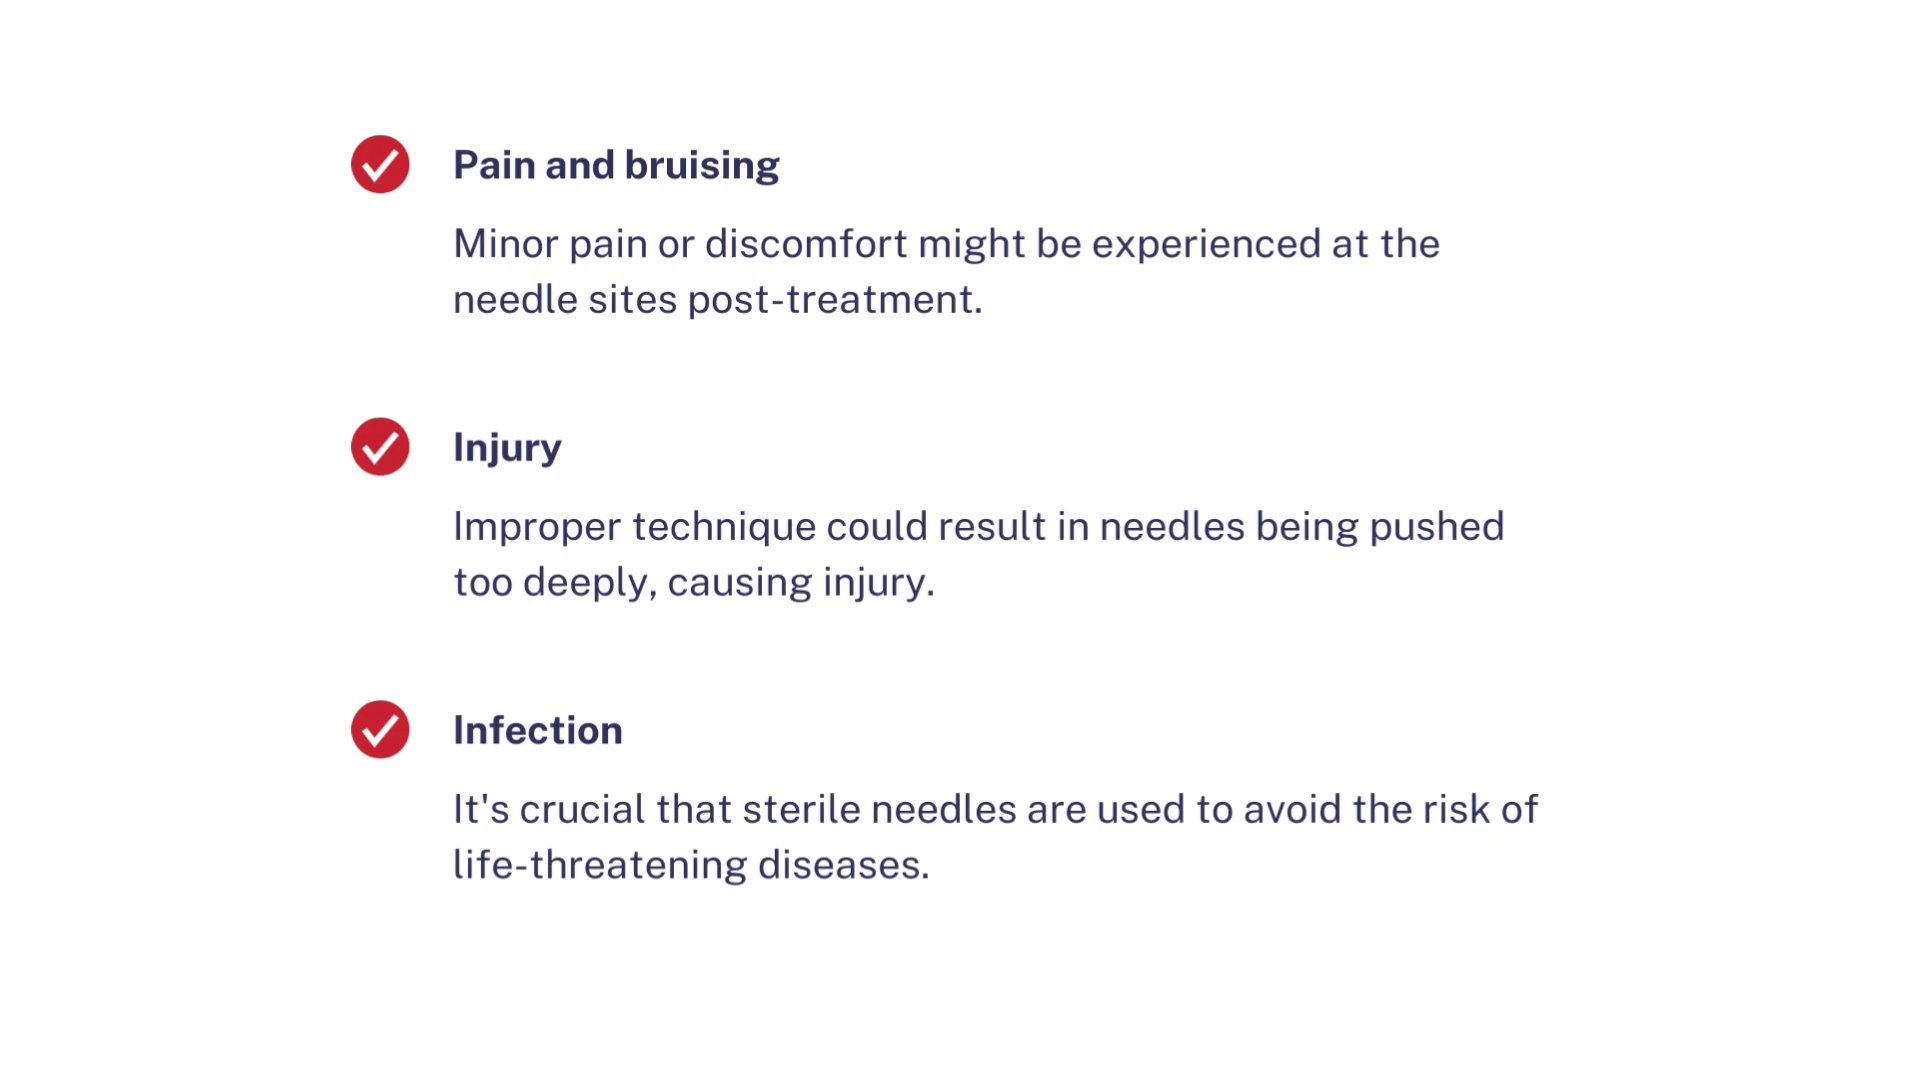 Pain and bruising
Minor pain or discomfort might be experienced at the
needle sites post-treatment.
Injury
Improper technique could result in needles being pushed
too deeply, causing injury.
Infection
It's crucial that sterile needles are used to avoid the risk of
life-threatening diseases.